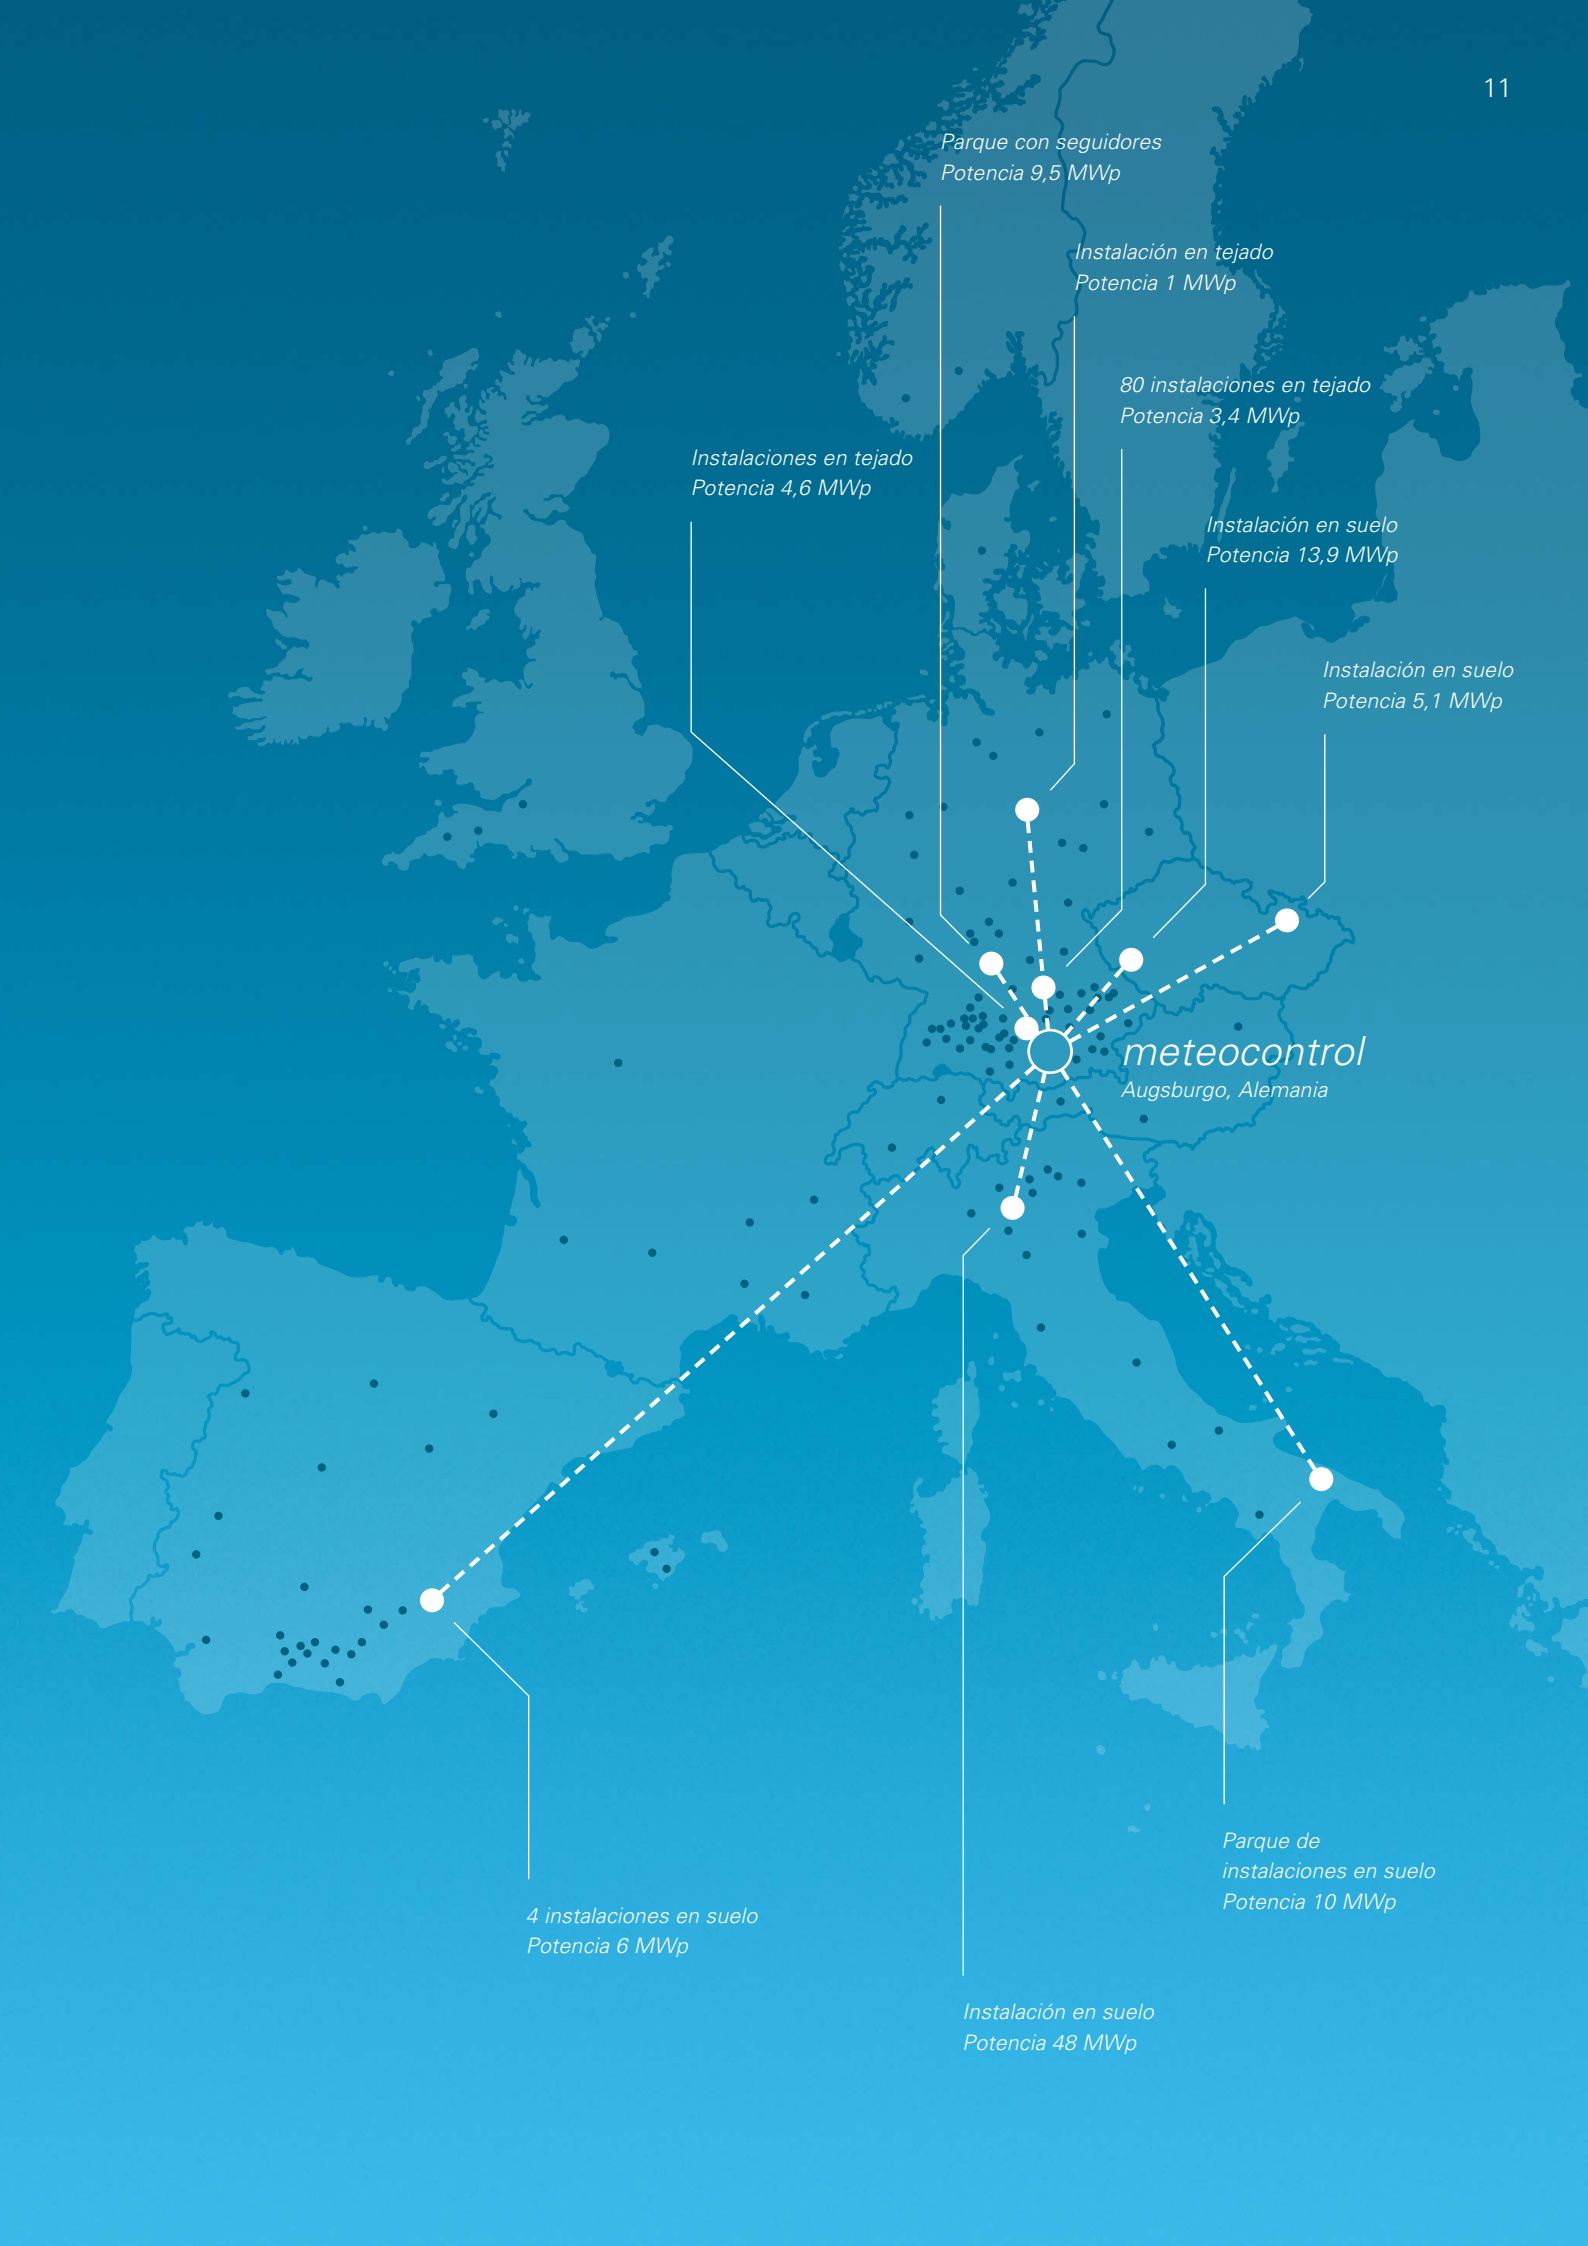 11
Parque con seguidores
Potencia 9,5 MWp
Instalación en tejado
Potencia 1 MWp
80 instalaciones en tejado
Potencia 3,4 MWp
Instalaciones en tejado
Potencia 4,6 MWp
Instalación en suelo
Potencia 13,9 MWp
Instalación en suelo
Potencia 5,1 MWp
meteocontrol
Augsburgo, Alemania
Parque de
instalaciones en suelo
Potencia 10 MWp
4 instalaciones en suelo
Potencia 6 MWp
Instalación en suelo
Potencia 48 MWp